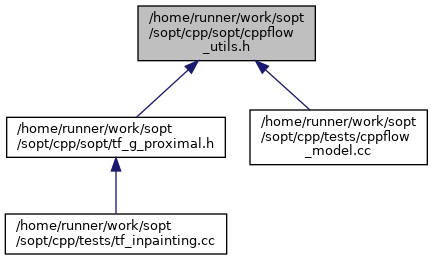 /home/runner/work/sopt
/sopt/cpp/sopt/cppflow
_utils.h
/home/runner/work/sopt
/sopt/cpp/sopt/tf_g_proximal.h
/home/runner/work/sopt
/sopt/cpp/tests/cppflow
_model.cc
/home/runner/work/sopt
/sopt/cpp/tests/tf_inpainting.cc